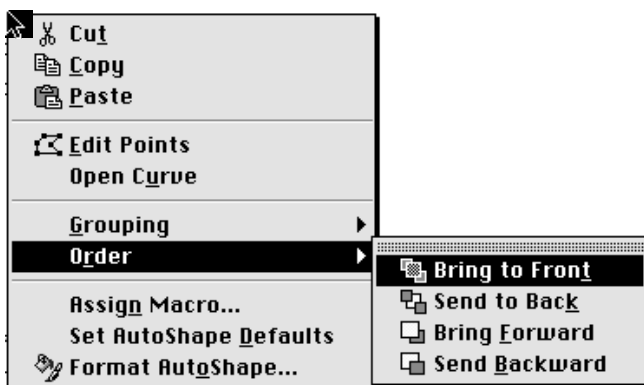 Cut
Copy
Paste
Edit Points
Open Curve
Grouping
Order
Assign Macro...
Set AutoShape Defaults
Format AutoShape...
Bring to Front
Send to Back
Bring Forward
Send Backward